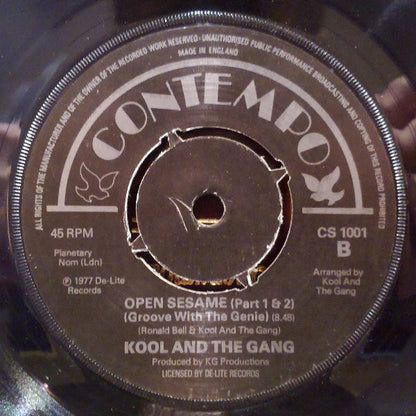 ALL RIGHTS OF THE MANUFACTURER AND OF THE OWNER OF THE RECORDED WORK RESERVED · UNAUTHORISED PUBLIC PERFORMANCE BROADCASTING AND COPYING OF THIS RECORD PROHIBITED
MADE IN ENGLAND
CONTEMPO
45 RPM
CS 1001
B
Planetary
Nom (Ldn)
℗ 1977 De-Lite
Records
Arranged by
Kool And
The Gang
OPEN SESAME (Part 1 & 2)
(Groove With The Genie) (8.48)
(Ronald Bell & Kool And The Gang)
KOOL AND THE GANG
Produced by KG Productions
LICENSED BY DE-LITE RECORDS